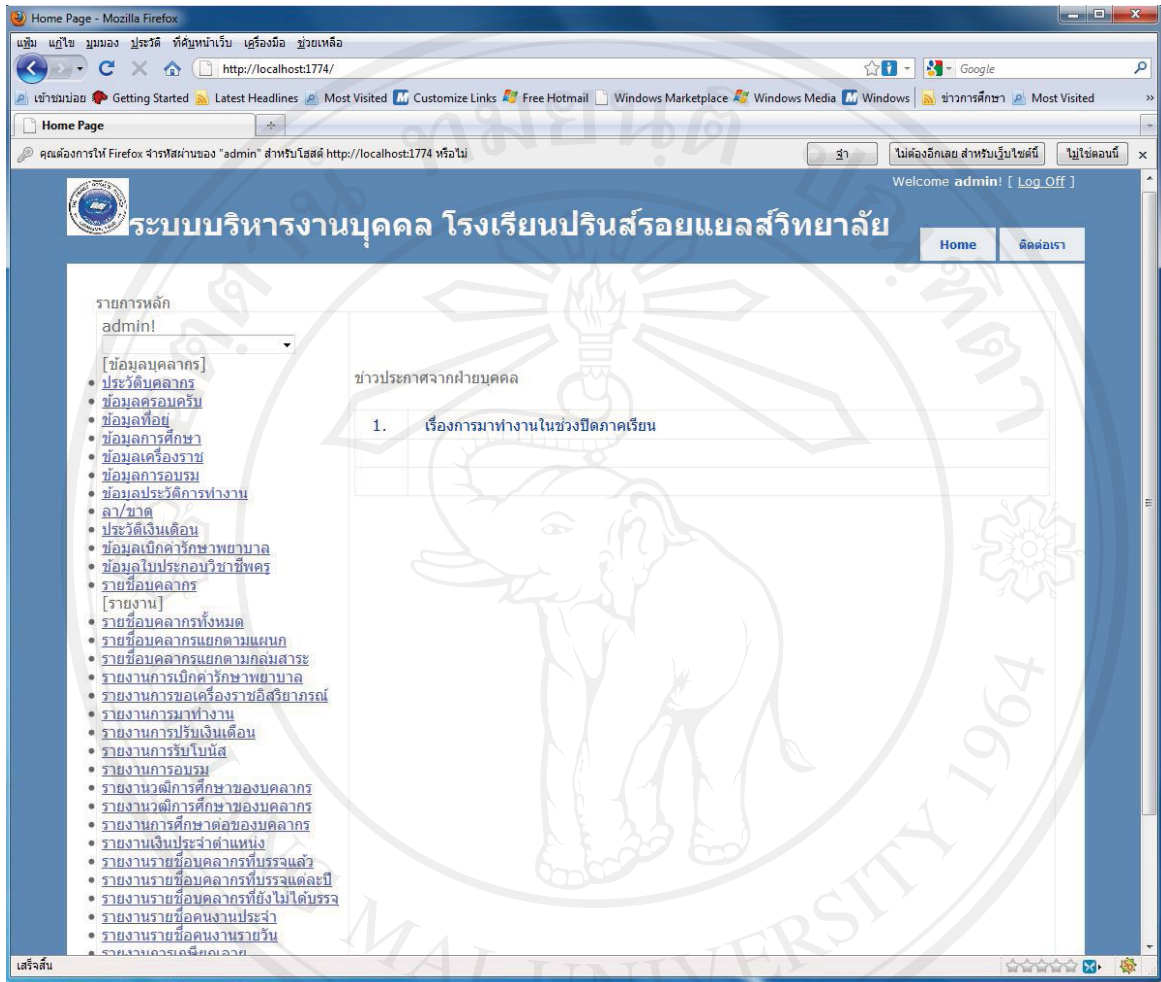 Home Page - Mozilla Firefox
แฟ้ม แก้ไข มุมมอง ประวัติ ที่คั่นหน้าเว็บ เครื่องมือ ช่วยเหลือ
http://localhost:1774/ Google
เข้าชมบ่อย Getting Started Latest Headlines Most Visited Customize Links Free Hotmail Windows Marketplace Windows Media Windows ข่าวการศึกษา Most Visited »
Home Page
คุณต้องการให้ Firefox จำรหัสผ่านของ "admin" สำหรับโฮสต์ http://localhost:1774 หรือไม่ จำ ไม่ต้องอีกเลย สำหรับเว็บไซต์นี้ ไม่ใช่ตอนนี้ x
Welcome admin! [ Log Off ]
ระบบบริหารงานบุคคล โรงเรียนปรินส์รอยแยลส์วิทยาลัย
Home ติดต่อเรา
รายการหลัก
admin!
[ข้อมูลบุคลากร]
ประวัติบุคลากร
ข้อมูลครอบครับ
ข้อมูลที่อยู่
ข้อมูลการศึกษา
ข้อมูลเครื่องราช
ข้อมูลการอบรม
ข้อมูลประวัติการทำงาน
ลา/ขาด
ประวัติเงินเดือน
ข้อมูลเบิกค่ารักษาพยาบาล
ข้อมูลใบประกอบวิชาชีพครู
รายชื่อบุคลากร
[รายงาน]
รายชื่อบุคลากรทั้งหมด
รายชื่อบุคลากรแยกตามแผนก
รายชื่อบุคลากรแยกตามกลุ่มสาระ
รายงานการเบิกค่ารักษาพยาบาล
รายงานการขอเครื่องราชอิสริยาภรณ์
รายงานการมาทำงาน
รายงานการปรับเงินเดือน
รายงานการรับโบนัส
รายงานการอบรม
รายงานวุฒิการศึกษาของบุคลากร
รายงานวุฒิการศึกษาของบุคลากร
รายงานการศึกษาต่อของบุคลากร
รายงานเงินประจำตำแหน่ง
รายงานรายชื่อบุคลากรที่บรรจุแล้ว
รายงานรายชื่อบุคลากรที่บรรจุแต่ละปี
รายงานรายชื่อบุคลากรที่ยังไม่ได้บรรจุ
รายงานรายชื่อคนงานประจำ
รายงานรายชื่อคนงานรายวัน
รายงานการเกษียณอายุ
ข่าวประกาศจากฝ่ายบุคคล
1. เรื่องการมาทำงานในช่วงปิดภาคเรียน
เสร็จสิ้น
MAI UNIVERSITY 1964